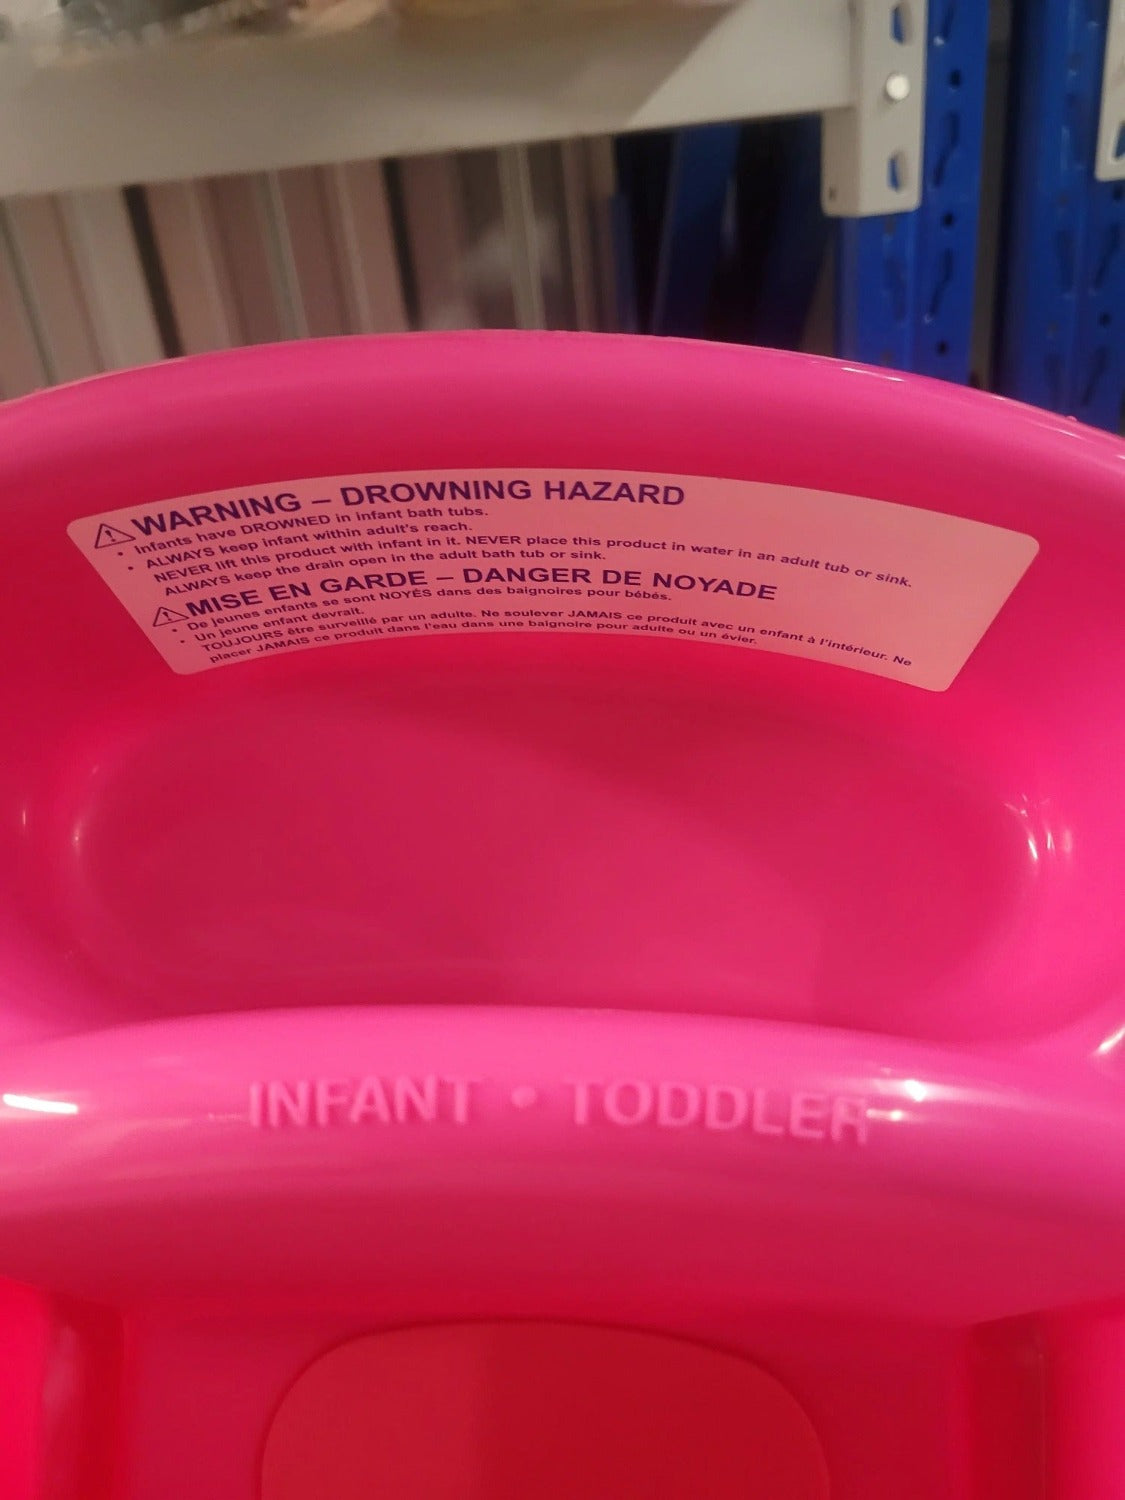 WARNING – DROWNING HAZARD
• Infants have DROWNED in infant bath tubs.
• ALWAYS keep infant within adult's reach.
NEVER lift this product with infant in it. NEVER place this product in water in an adult tub or sink.
ALWAYS keep the drain open in the adult bath tub or sink.
MISE EN GARDE – DANGER DE NOYADE
• De jeunes enfants se sont NOYÉS dans des baignoires pour bébés.
• Un jeune enfant devrait.
TOUJOURS être surveillé par un adulte. Ne soulever JAMAIS ce produit avec un enfant à l'intérieur. Ne
placer JAMAIS ce produit dans l'eau dans une baignoire pour adulte ou un évier.
INFANT • TODDLER